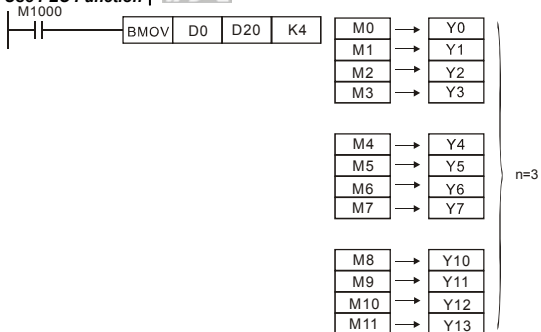 M1000
BMOV D0 D20 K4
M0 → Y0
M1 → Y1
M2 → Y2
M3 → Y3
M4 → Y4
M5 → Y5
M6 → Y6
M7 → Y7
n=3
M8 → Y10
M9 → Y11
M10 → Y12
M11 → Y13